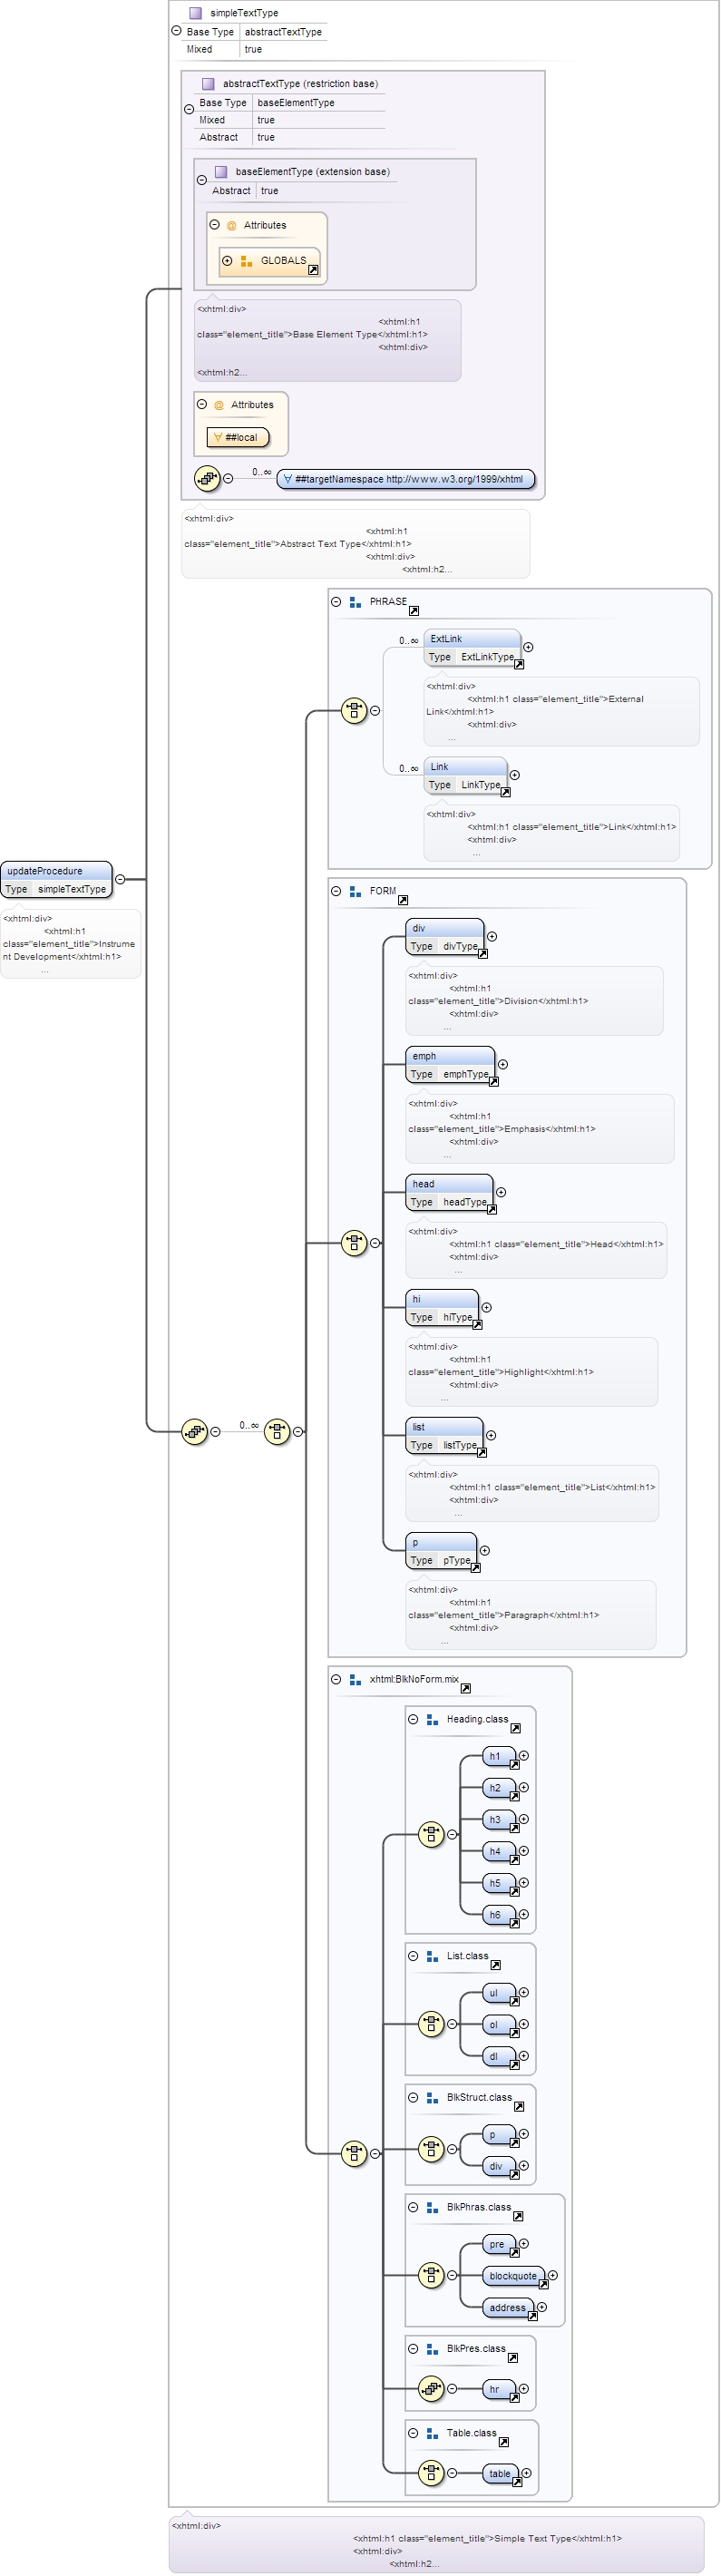 simpleTextType
Base Type abstractTextType
Mixed true
abstractTextType (restriction base)
Base Type baseElementType
Mixed true
Abstract true
baseElementType (extension base)
Abstract true
@ Attributes
GLOBALS
<xhtml:div>
<xhtml:h1
class="element_title">Base Element Type</xhtml:h1>
<xhtml:div>
<xhtml:h2...
@ Attributes
∀ ##local
0..∞
∀ ##targetNamespace http://www.w3.org/1999/xhtml
<xhtml:div>
<xhtml:h1
class="element_title">Abstract Text Type</xhtml:h1>
<xhtml:div>
<xhtml:h2...
PHRASE
0..∞
ExtLink
Type ExtLinkType
<xhtml:div>
<xhtml:h1 class="element_title">External
Link</xhtml:h1>
<xhtml:div>
...
0..∞
Link
Type LinkType
<xhtml:div>
<xhtml:h1 class="element_title">Link</xhtml:h1>
<xhtml:div>
...
updateProcedure
Type simpleTextType
<xhtml:div>
<xhtml:h1
class="element_title">Instrume
nt Development</xhtml:h1>
...
FORM
div
Type divType
<xhtml:div>
<xhtml:h1
class="element_title">Division</xhtml:h1>
<xhtml:div>
...
emph
Type emphType
<xhtml:div>
<xhtml:h1
class="element_title">Emphasis</xhtml:h1>
<xhtml:div>
...
head
Type headType
<xhtml:div>
<xhtml:h1 class="element_title">Head</xhtml:h1>
<xhtml:div>
...
hi
Type hiType
<xhtml:div>
<xhtml:h1
class="element_title">Highlight</xhtml:h1>
<xhtml:div>
...
0..∞
list
Type listType
<xhtml:div>
<xhtml:h1 class="element_title">List</xhtml:h1>
<xhtml:div>
...
p
Type pType
<xhtml:div>
<xhtml:h1
class="element_title">Paragraph</xhtml:h1>
<xhtml:div>
...
xhtml:BlkNoForm.mix
Heading.class
h1
h2
h3
h4
h5
h6
List.class
ul
ol
dl
BlkStruct.class
p
div
BlkPhras.class
pre
blockquote
address
BlkPres.class
hr
Table.class
table
<xhtml:div>
<xhtml:h1 class="element_title">Simple Text Type</xhtml:h1>
<xhtml:div>
<xhtml:h2...